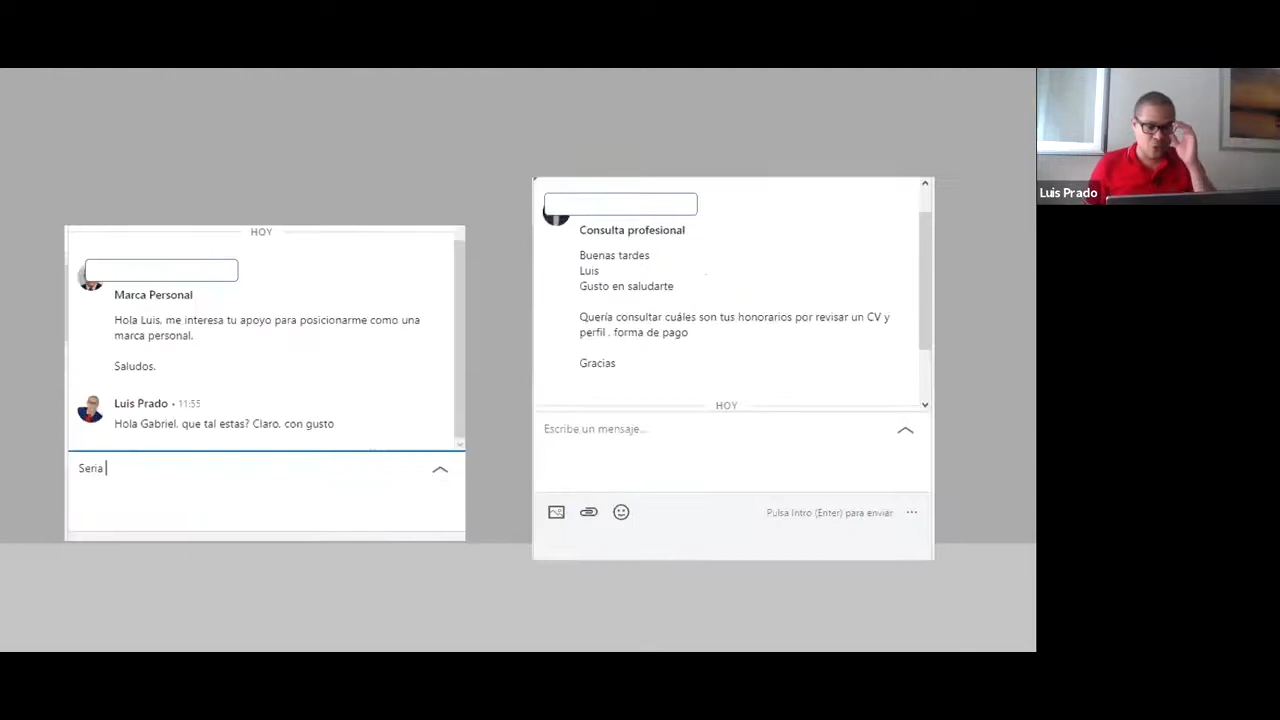 HOY
Marca Personal
Hola Luis, me interesa tu apoyo para posicionarme como una
marca personal.
Saludos.
Luis Prado • 11:55
Hola Gabriel, que tal estas? Claro, con gusto
Seria
Consulta profesional
Buenas tardes
Luis
Gusto en saludarte
Quería consultar cuáles son tus honorarios por revisar un CV y
perfil . forma de pago
Gracias
HOY
Escribe un mensaje...
Pulsa Intro (Enter) para enviar
Luis Prado